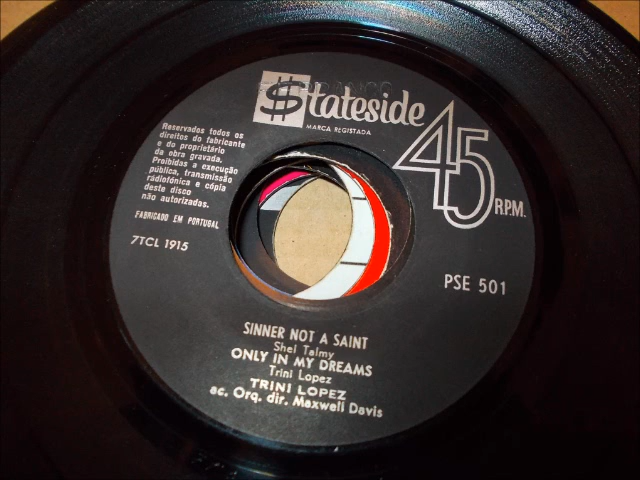 $tateside
MARCA REGISTADA
45
R.P.M.
Reservados todos os
direitos do fabricante
e do proprietário
da obra gravada.
Proibidas a execução
pública, transmissão
rádiofónica e cópia
deste disco
não autorizadas.
FABRICADO EM PORTUGAL
7TCL 1915
PSE 501
SINNER NOT A SAINT
Shel Talmy
ONLY IN MY DREAMS
Trini Lopez
TRINI LOPEZ
ac. Orq. dir. Maxwell Davis